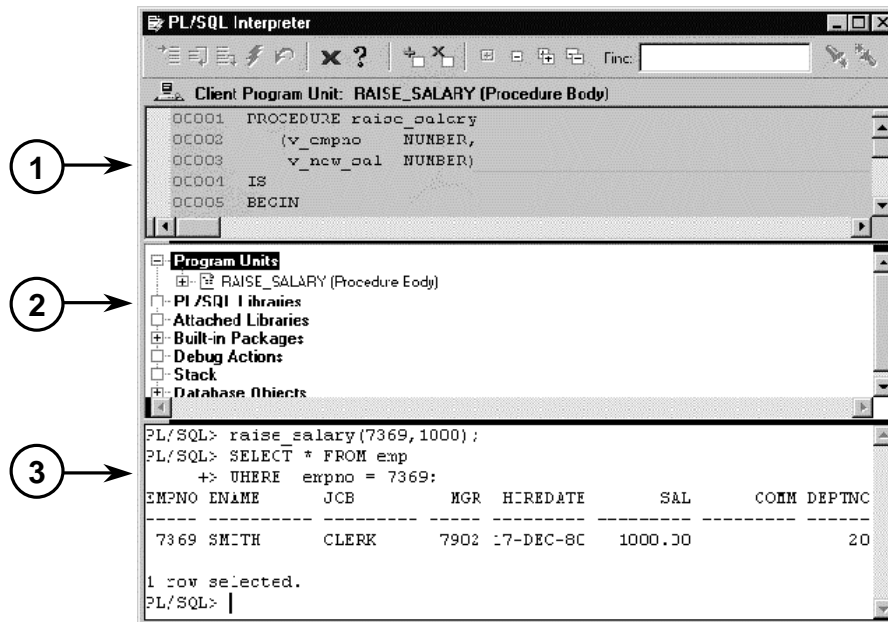 PL/SQL Interpreter
Find:
Client Program Unit: RAISE_SALARY (Procedure Body)
00001 PROCEDURE raise_salary
00002 (v_empno NUMBER,
00003 v_new_sal NUMBER)
00004 IS
00005 BEGIN
1
Program Units
RAISE_SALARY (Procedure Body)
PL/SQL Libraries
Attached Libraries
Built-in Packages
Debug Actions
Stack
Database Objects
2
PL/SQL> raise_salary(7369,1000);
PL/SQL> SELECT * FROM emp
+> WHERE empno = 7369;
EMPNO ENAME JOB MGR HIREDATE SAL COMM DEPTNO
----- ---------- --------- ----- --------- --------- --------- ------
7369 SMITH CLERK 7902 17-DEC-80 1000.00 20
1 row selected.
PL/SQL>
3